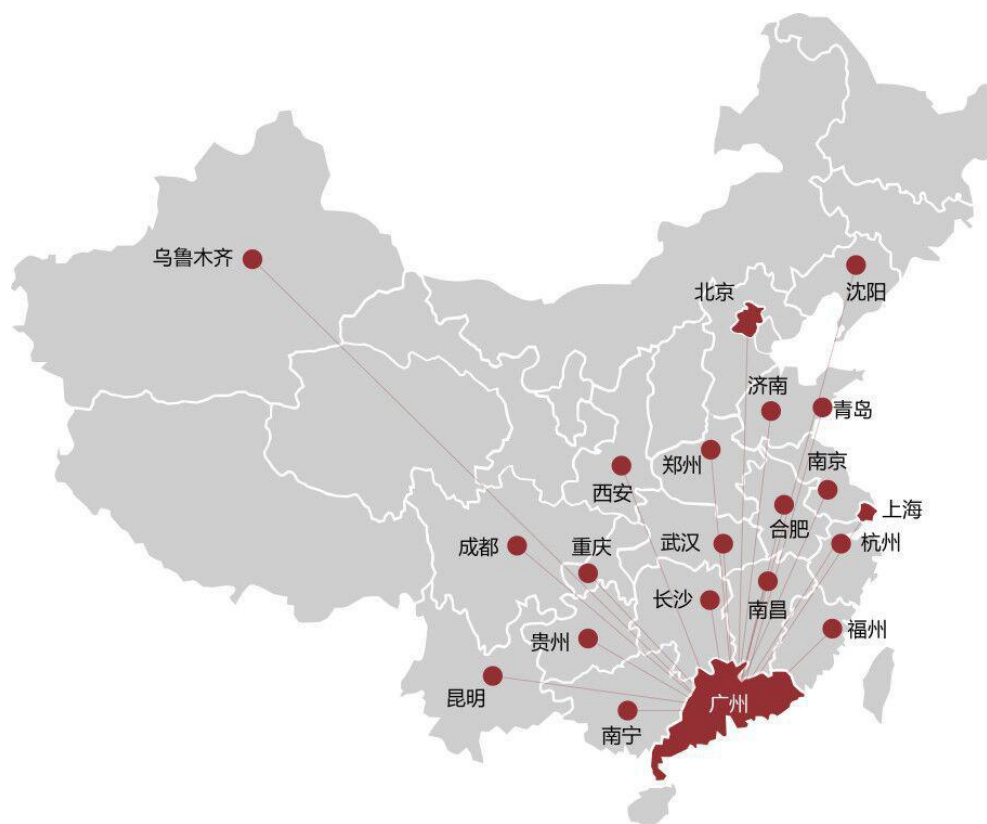 乌鲁木齐
北京
沈阳
济南
青岛
郑州
南京
西安
合肥
上海
成都
重庆
武汉
杭州
长沙
南昌
贵州
福州
昆明
广州
南宁